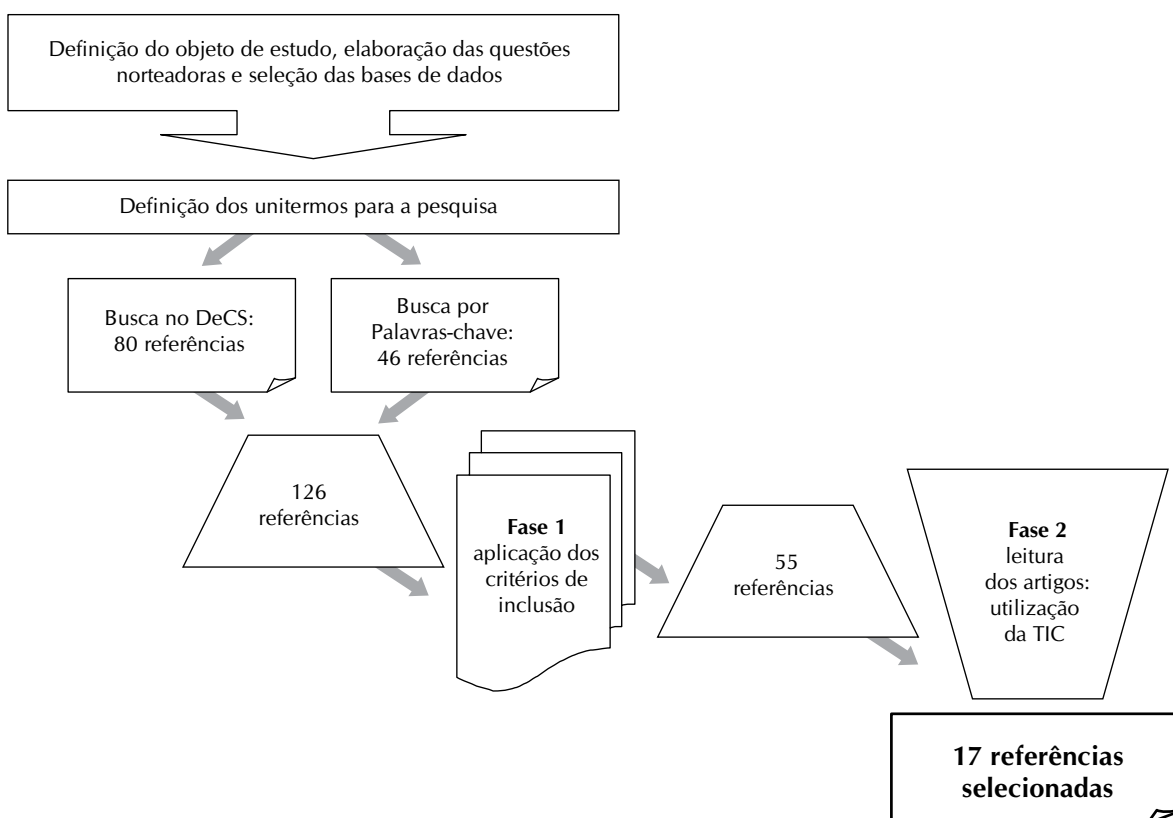 Definição do objeto de estudo, elaboração das questões
norteadoras e seleção das bases de dados
Definição dos unitermos para a pesquisa
Busca no DeCS:
80 referências
Busca por
Palavras-chave:
46 referências
126
referências
Fase 1
aplicação dos
critérios de
inclusão
55
referências
Fase 2
leitura
dos artigos:
utilização
da TIC
17 referências
selecionadas